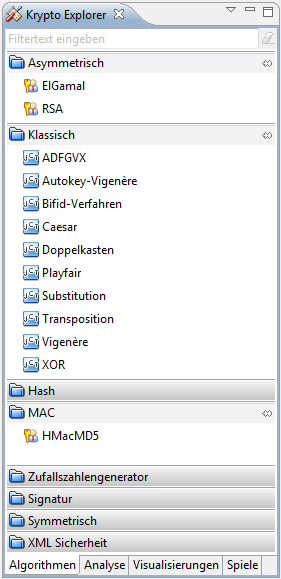 Krypto Explorer
Filtertext eingeben
Asymmetrisch
ElGamal
RSA
Klassisch
ADFGVX
Autokey-Vigenère
Bifid-Verfahren
Caesar
Doppelkasten
Playfair
Substitution
Transposition
Vigenère
XOR
Hash
MAC
HMacMD5
Zufallszahlengenerator
Signatur
Symmetrisch
XML Sicherheit
Algorithmen Analyse Visualisierungen Spiele